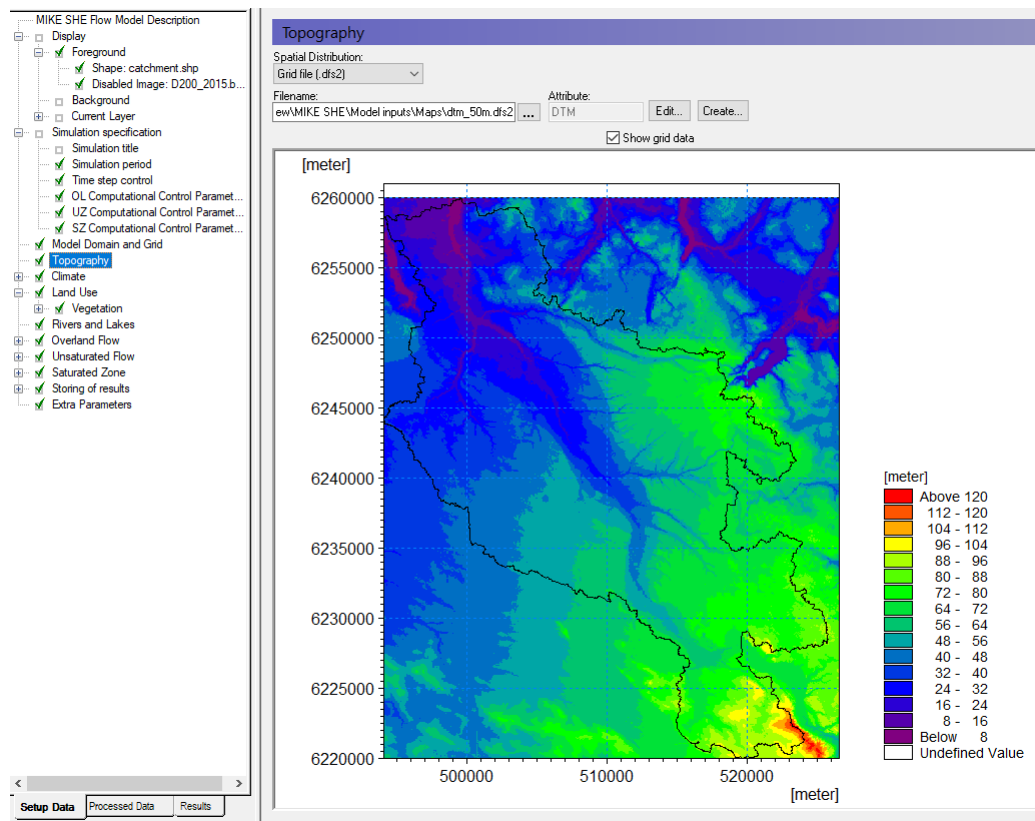 MIKE SHE Flow Model Description
Display
Foreground
Shape: catchment.shp
Disabled Image: D200_2015.b...
Background
Current Layer
Simulation specification
Simulation title
Simulation period
Time step control
OL Computational Control Paramet...
UZ Computational Control Paramet...
SZ Computational Control Paramet...
Model Domain and Grid
Topography
Climate
Land Use
Vegetation
Rivers and Lakes
Overland Flow
Unsaturated Flow
Saturated Zone
Storing of results
Extra Parameters
Setup Data Processed Data Results
Topography
Spatial Distribution:
Grid file (.dfs2)
Filename: Attribute:
ew\MIKE SHE\Model inputs\Maps\dtm_50m.dfs2 ... DTM Edit... Create...
Show grid data
[meter]
6260000
6255000
6250000
6245000
6240000
6235000
6230000
6225000
6220000
500000 510000 520000
[meter]
[meter]
Above 120
112 - 120
104 - 112
96 - 104
88 - 96
80 - 88
72 - 80
64 - 72
56 - 64
48 - 56
40 - 48
32 - 40
24 - 32
16 - 24
8 - 16
Below 8
Undefined Value